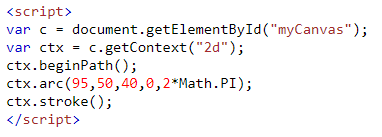 <script>
var c = document.getElementById("myCanvas");
var ctx = c.getContext("2d");
ctx.beginPath();
ctx.arc(95,50,40,0,2*Math.PI);
ctx.stroke();
</script>